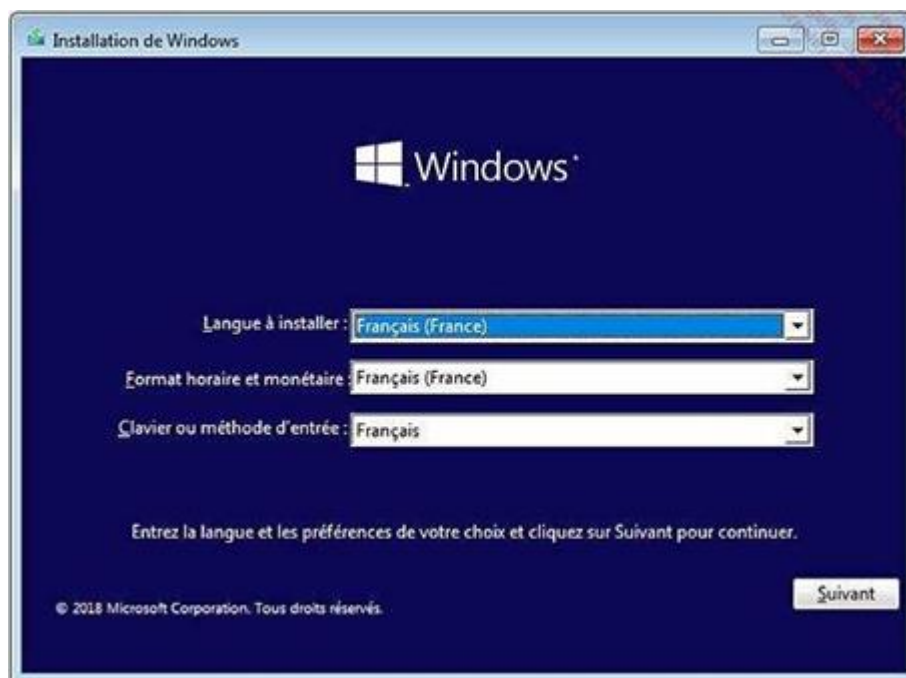 Installation de Windows
Windows
Langue à installer : Français (France)
Format horaire et monétaire : Français (France)
Clavier ou méthode d'entrée : Français
Entrez la langue et les préférences de votre choix et cliquez sur Suivant pour continuer.
© 2018 Microsoft Corporation. Tous droits réservés.
Suivant